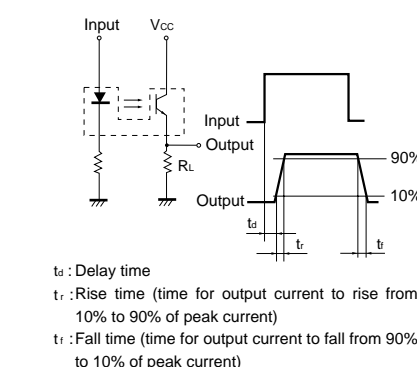 Input Vcc
Input
Output
RL
90%
Output 10%
td
tr tf
td : Delay time
tr : Rise time (time for output current to rise from
10% to 90% of peak current)
tf : Fall time (time for output current to fall from 90%
to 10% of peak current)